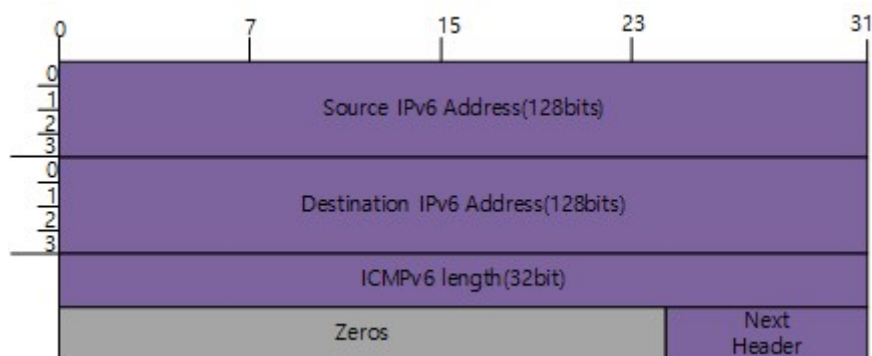 0 7 15 23 31
0
1
2
3
Source IPv6 Address(128bits)
0
1
2
3
Destination IPv6 Address(128bits)
ICMPv6 length(32bit)
Zeros
Next
Header